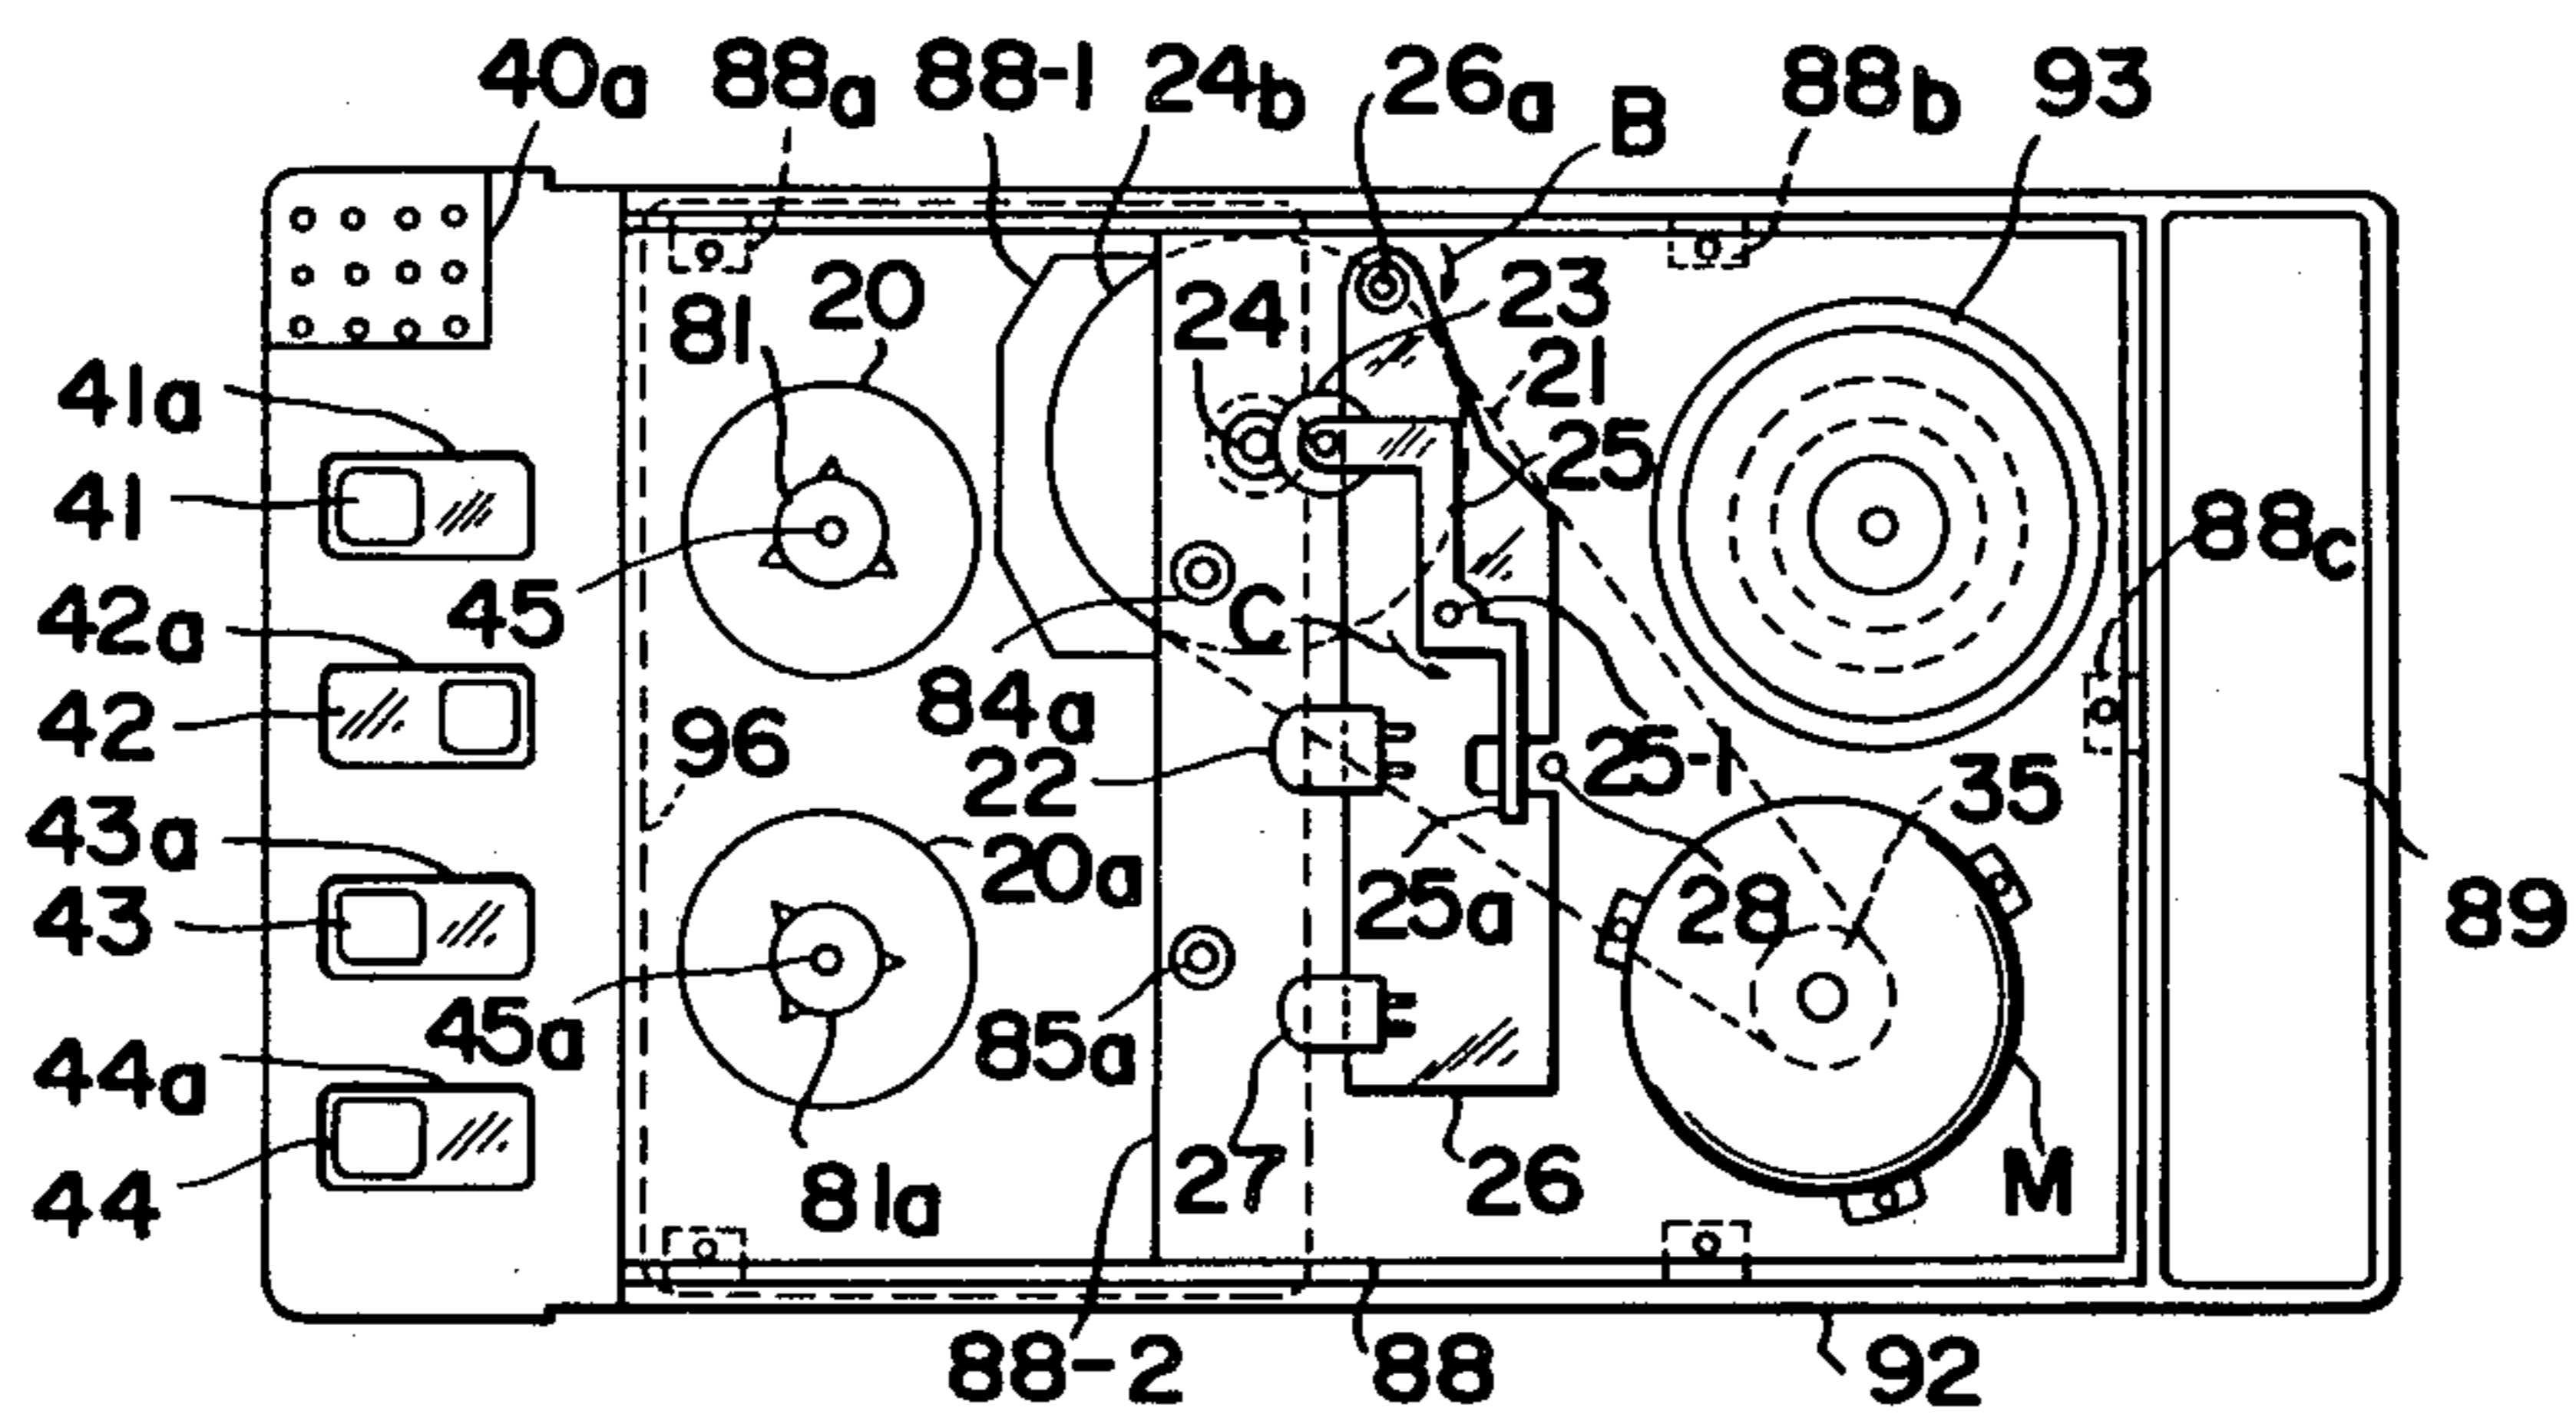 40a 88a 88-1 24b 26a B 88b 93
81 20 24 23
41a 21
41 25 88c
42a 45 C
42 96 84a 22 25-1 35
43a 20a 25a 28
43 89
44a 45a 85a
44 81a 27 26 M
88-2 88 92